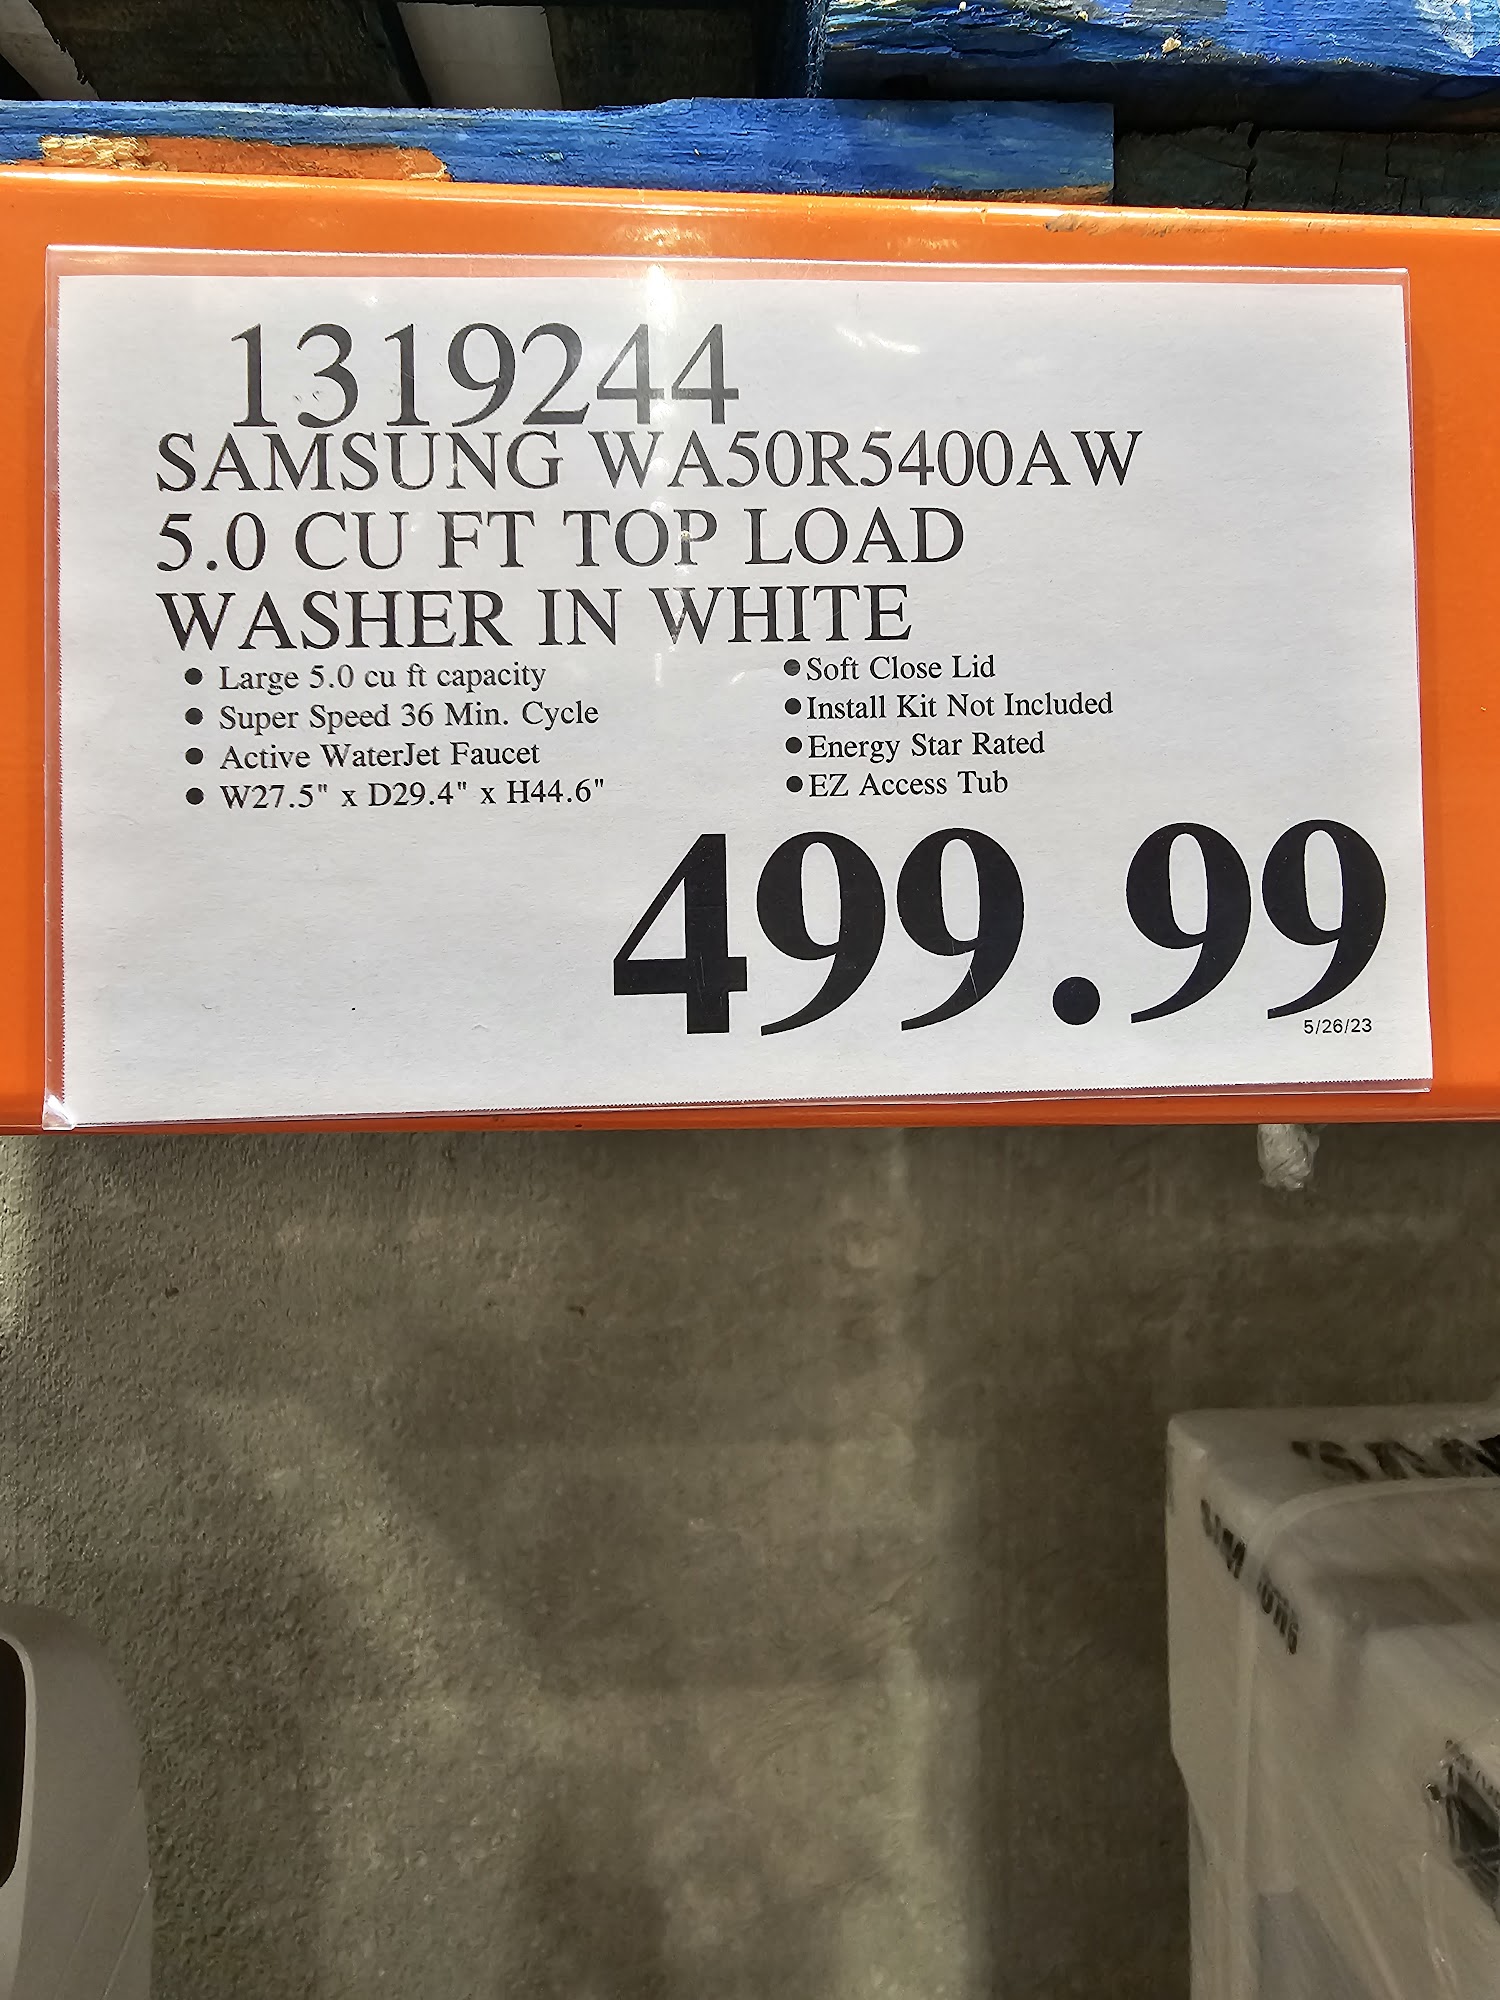 1319244
SAMSUNG WA50R5400AW
5.0 CU FT TOP LOAD
WASHER IN WHITE
• Large 5.0 cu ft capacity
• Super Speed 36 Min. Cycle
• Active WaterJet Faucet
• W27.5" x D29.4" x H44.6"
• Soft Close Lid
• Install Kit Not Included
• Energy Star Rated
• EZ Access Tub
499.99
5/26/23